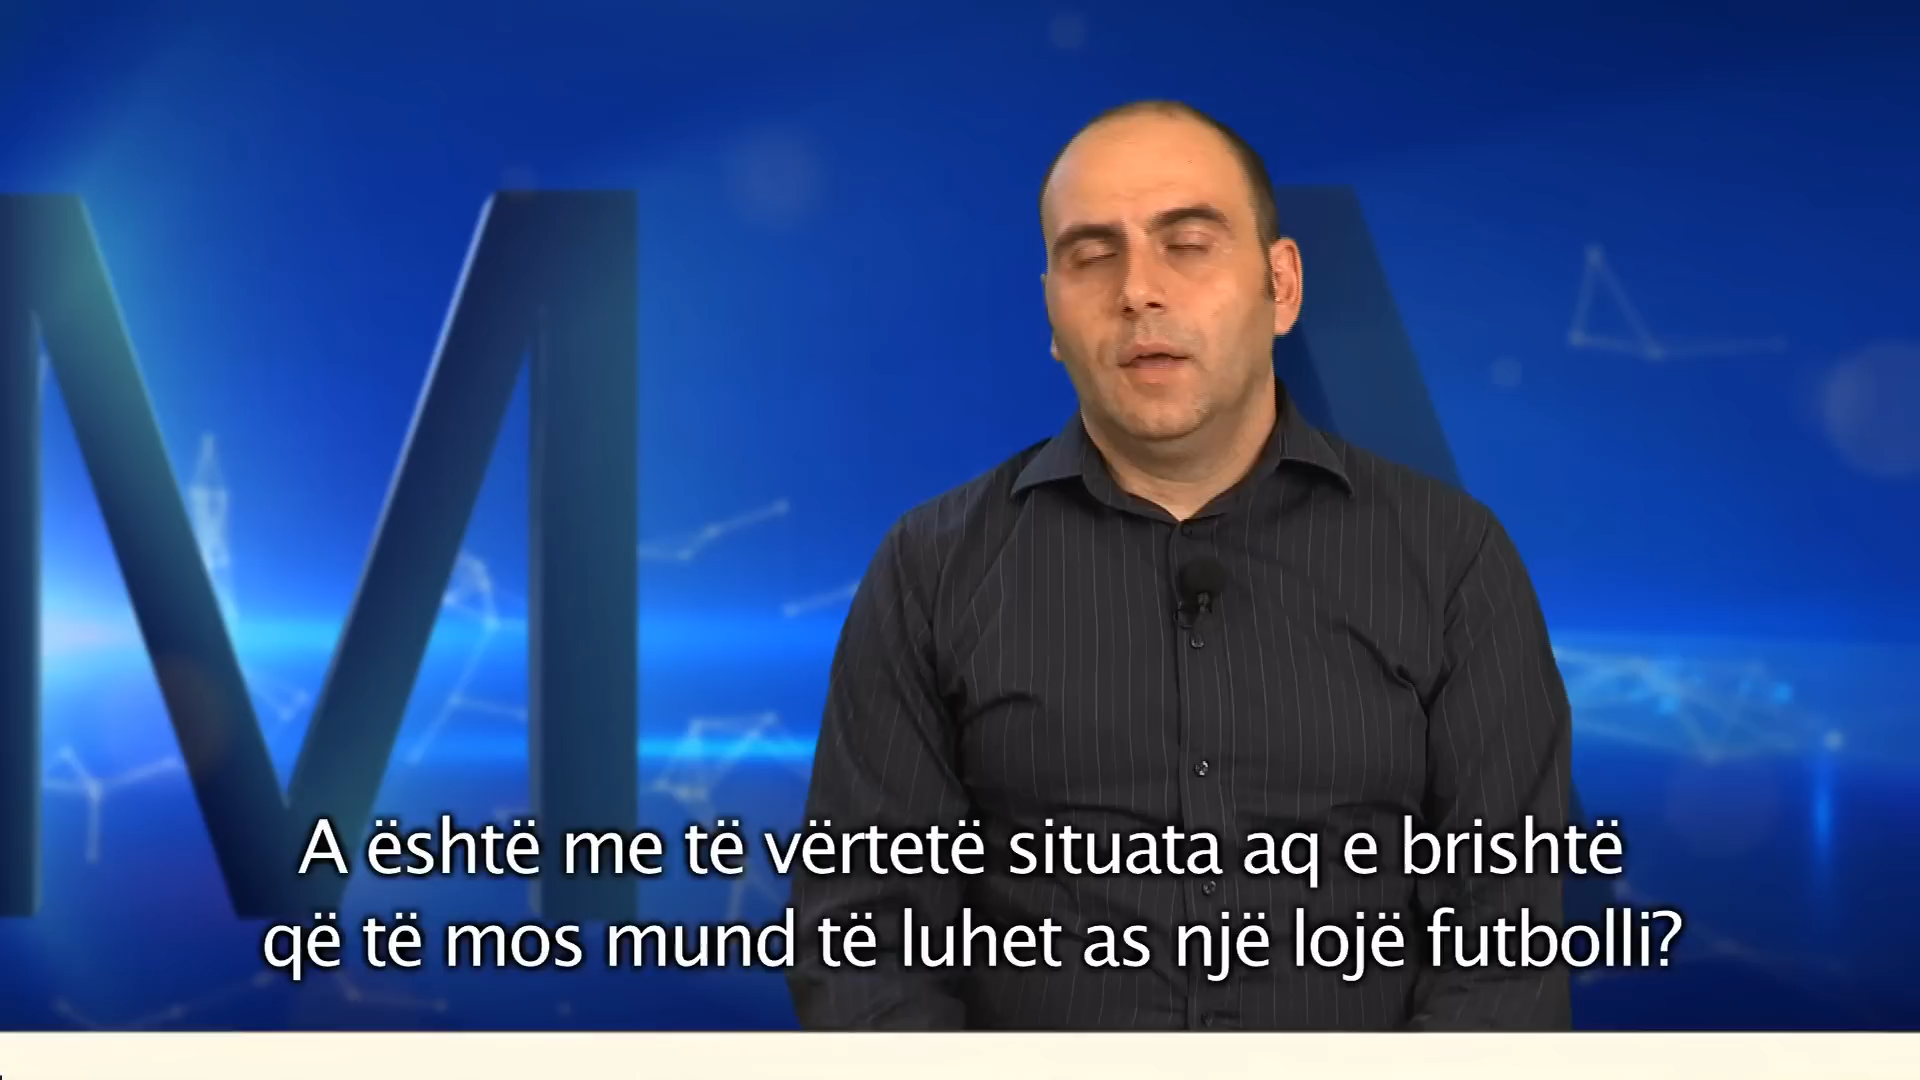 M
A është me të vërtetë situata aq e brishtë
që të mos mund të luhet as një lojë futbolli?